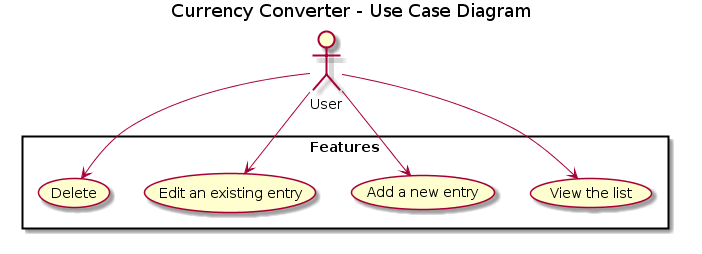 Currency Converter - Use Case Diagram
User
Features
Delete
Edit an existing entry
Add a new entry
View the list